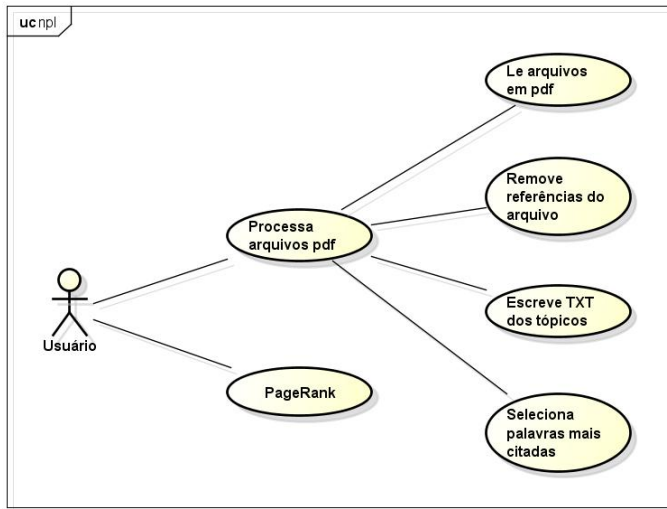 uc npl
Le arquivos
em pdf
Remove
referências do
arquivo
Processa
arquivos pdf
Escreve TXT
dos tópicos
Usuário
PageRank
Seleciona
palavras mais
citadas